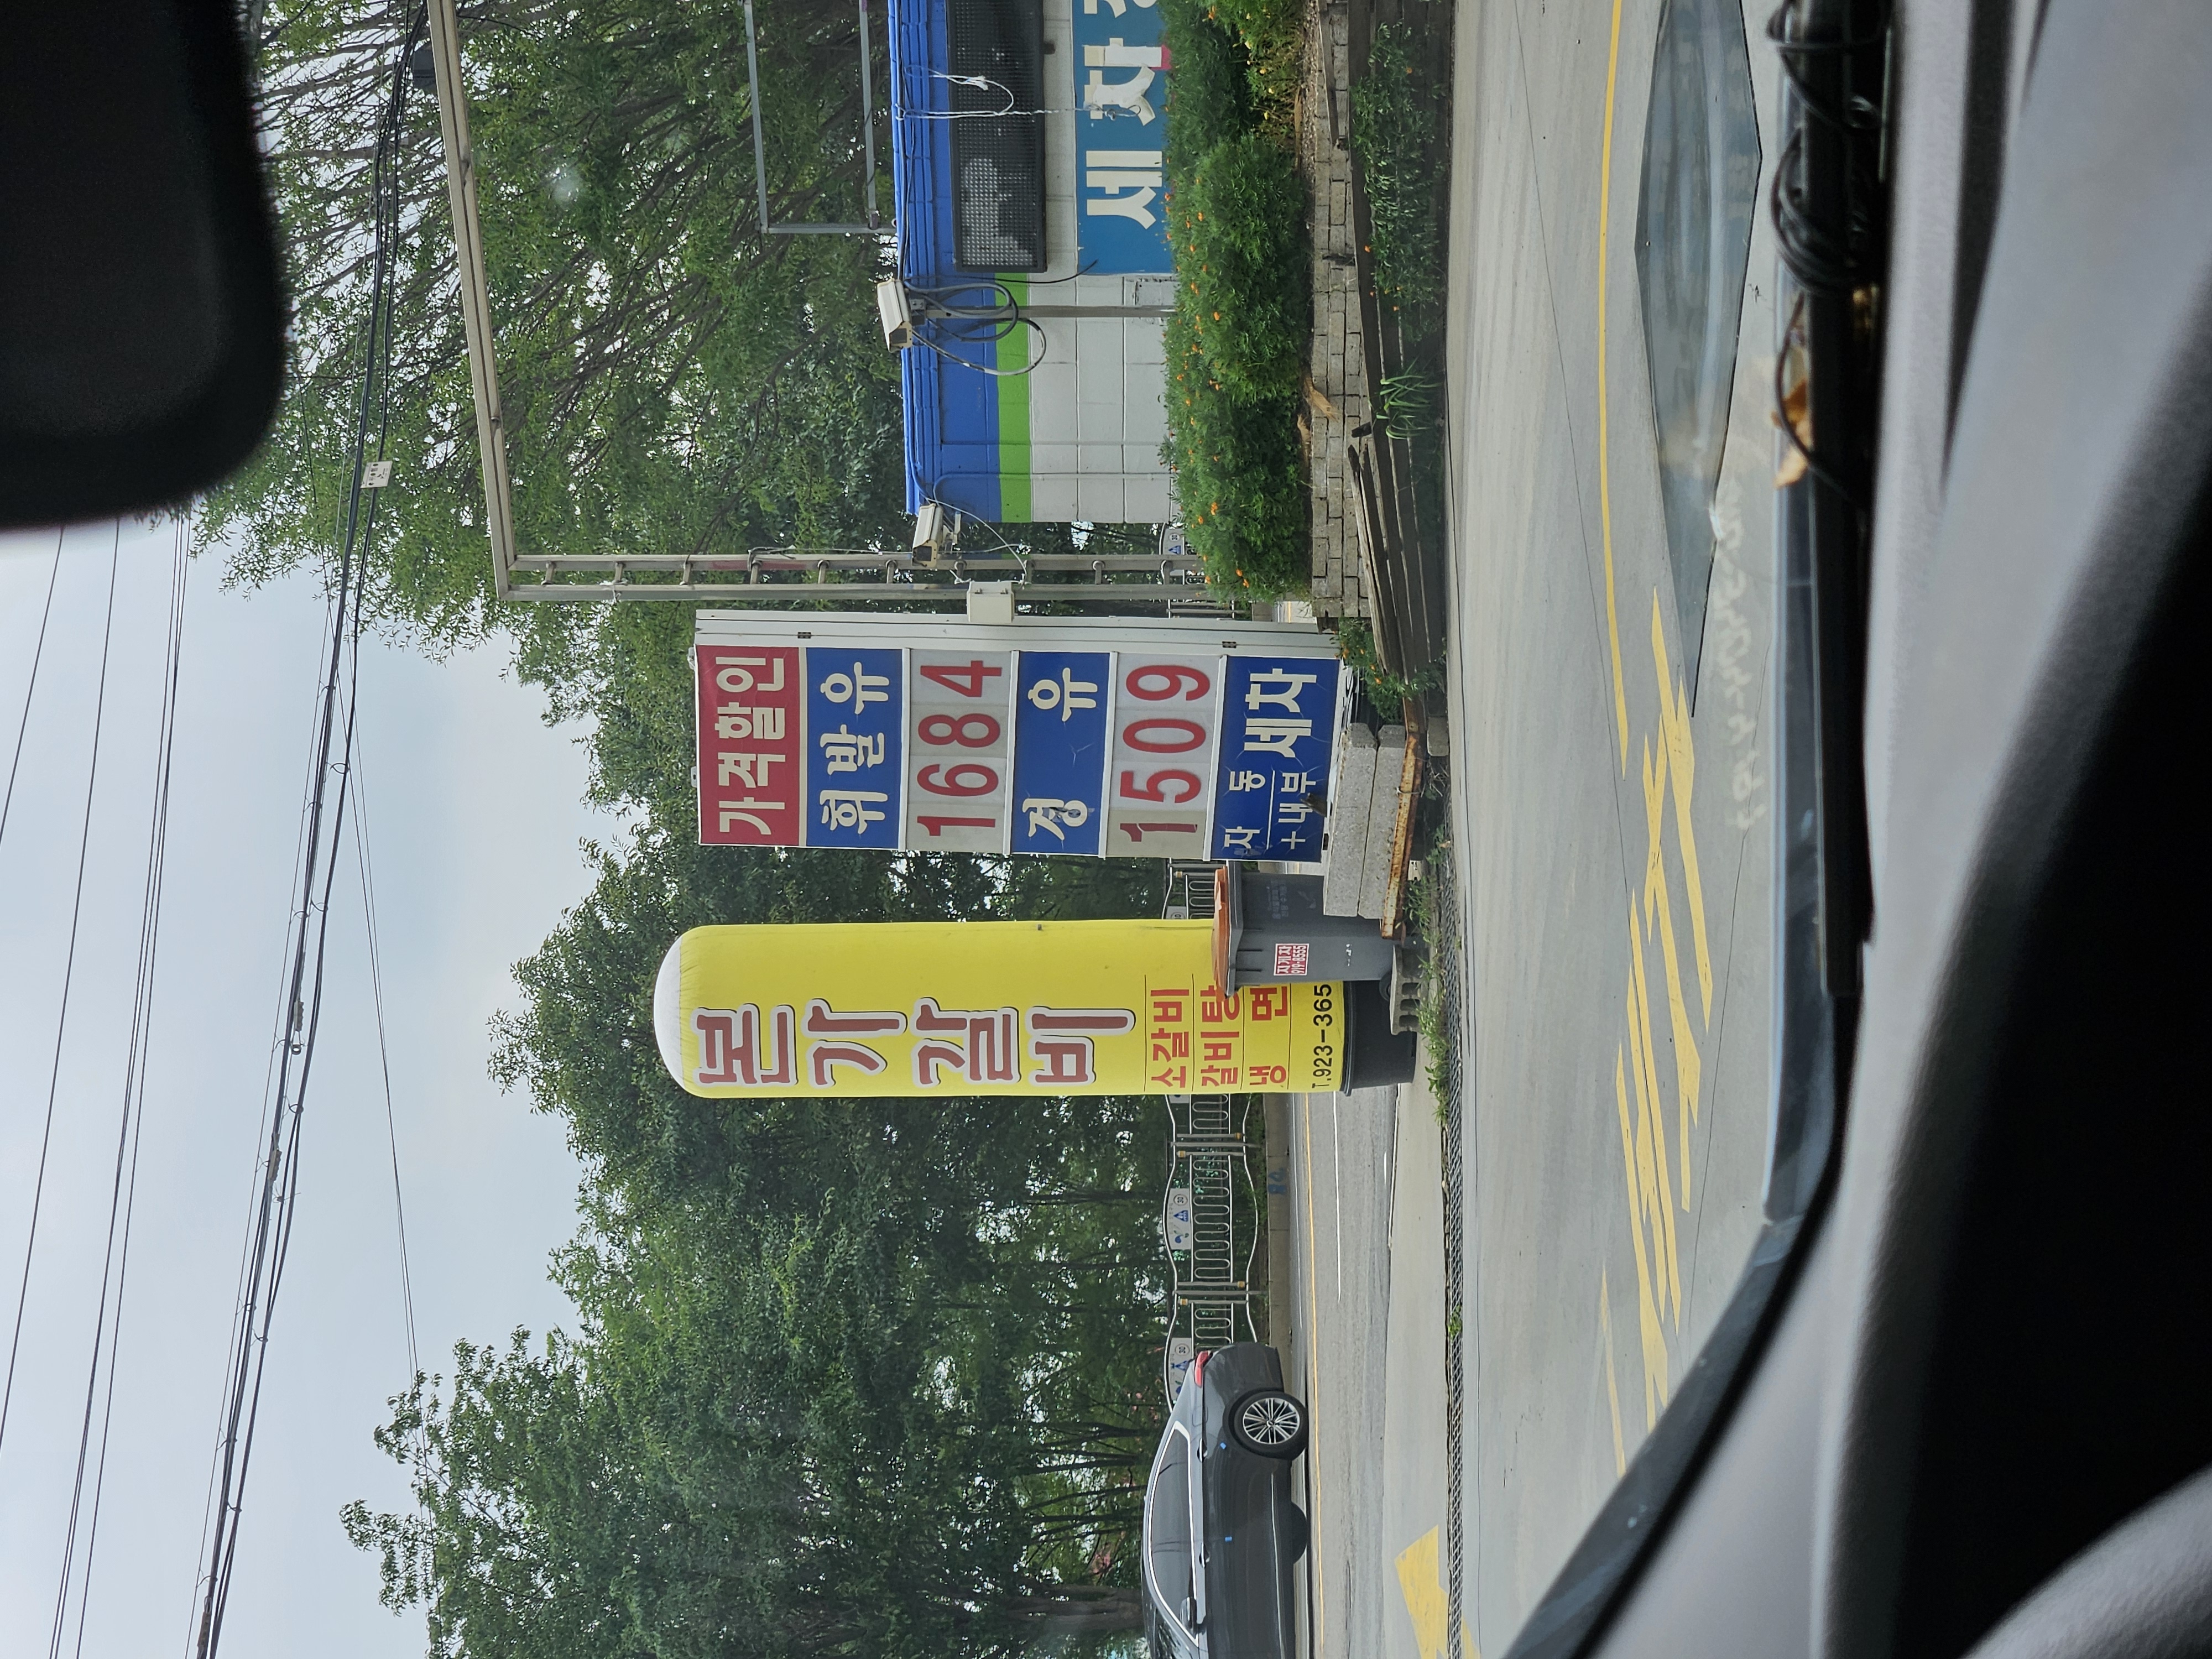 본가갈비
소갈비
갈비탕
냉면
T.923-365
가격할인
휘발유
1684
경유
1509
자동
+내부
세차
세차